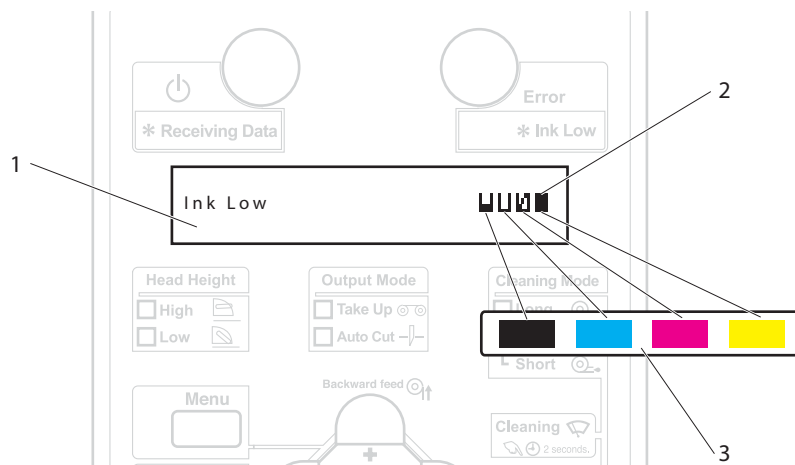 Error
2
* Receiving Data
* Ink Low
1
Ink Low
Head Height
Output Mode
Cleaning Mode
High
Take Up
Long
Low
Auto Cut
Short
Backward feed
Menu
Cleaning
2 seconds.
+
3